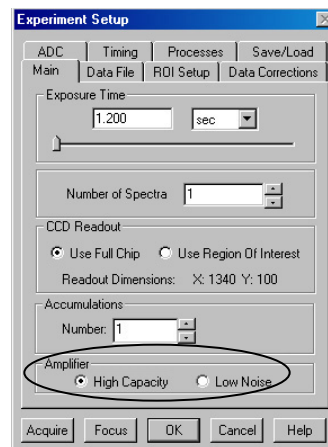 Experiment Setup
ADC Timing Processes Save/Load
Main Data File ROI Setup Data Corrections
Exposure Time
1.200 sec
Number of Spectra 1
CCD Readout
Use Full Chip Use Region Of Interest
Readout Dimensions: X: 1340 Y: 100
Accumulations
Number: 1
Amplifier
High Capacity Low Noise
Acquire Focus OK Cancel Help